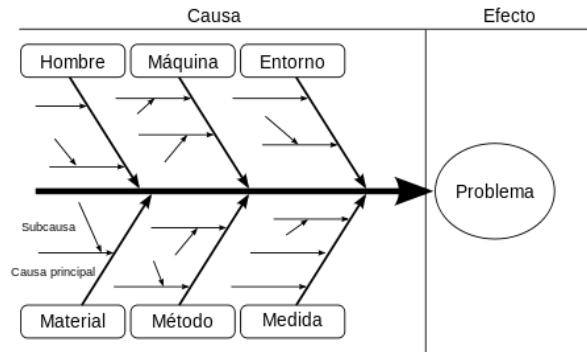 Causa
Efecto
Hombre
Máquina
Entorno
Problema
Subcausa
Causa principal
Material
Método
Medida